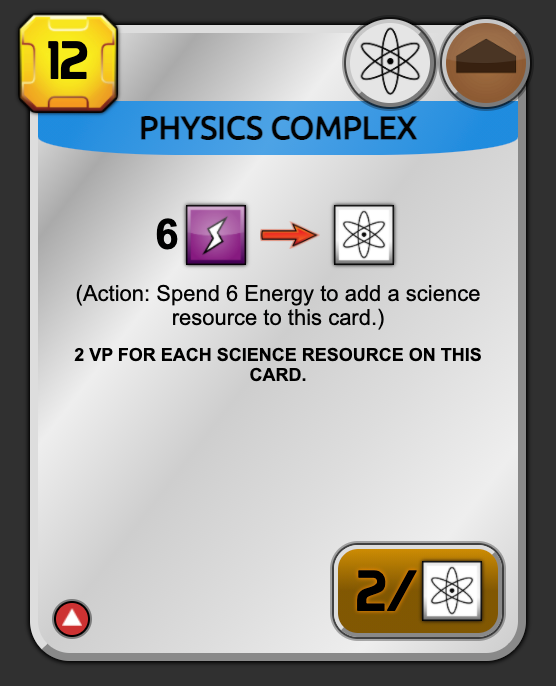 12
PHYSICS COMPLEX
6
(Action: Spend 6 Energy to add a science
resource to this card.)
2 VP FOR EACH SCIENCE RESOURCE ON THIS
CARD.
2/